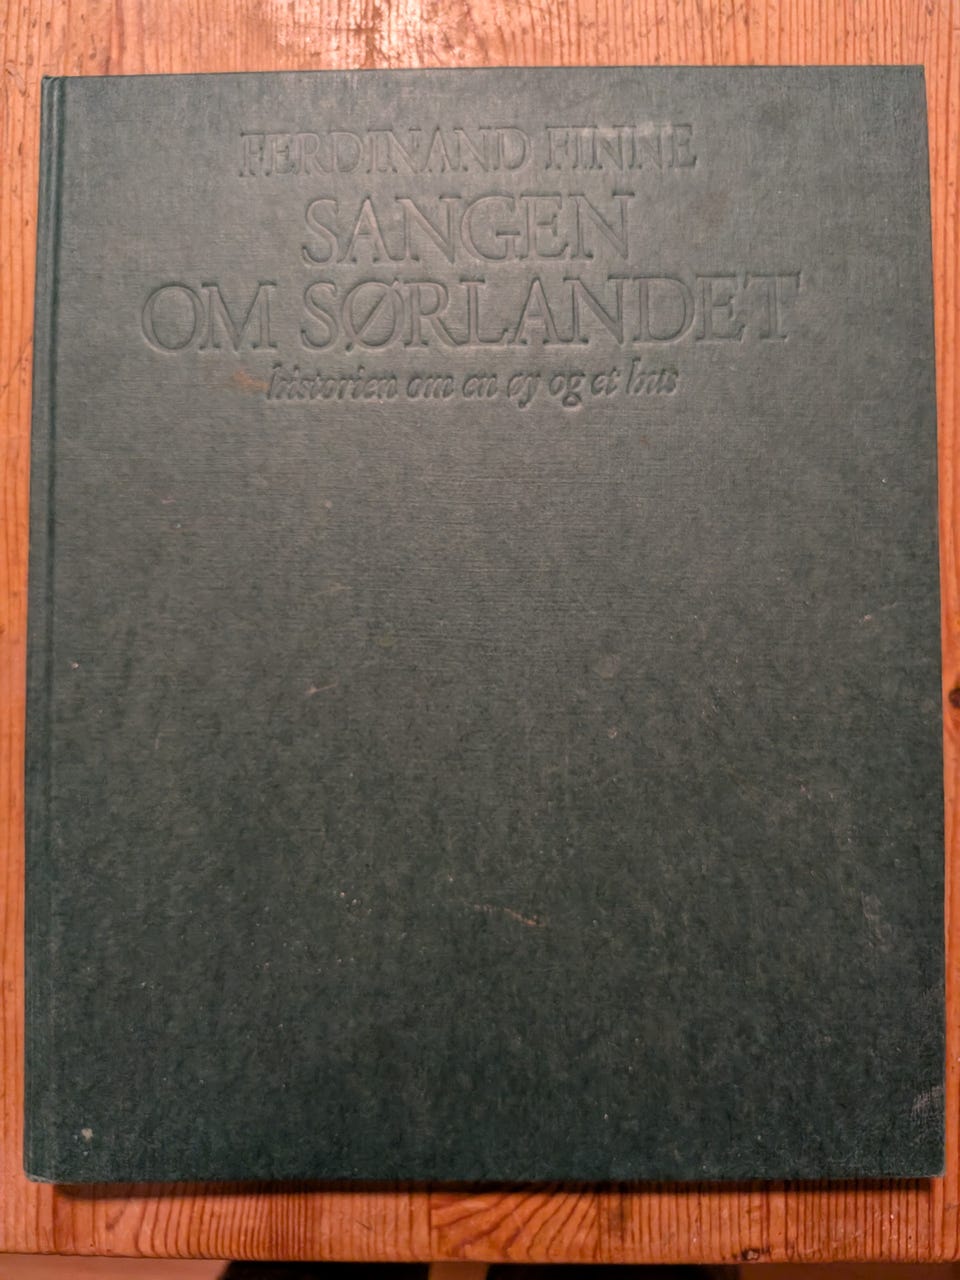 FERDINAND FINNE
SANGEN
OM SØRLANDET
historien om en øy og et hus